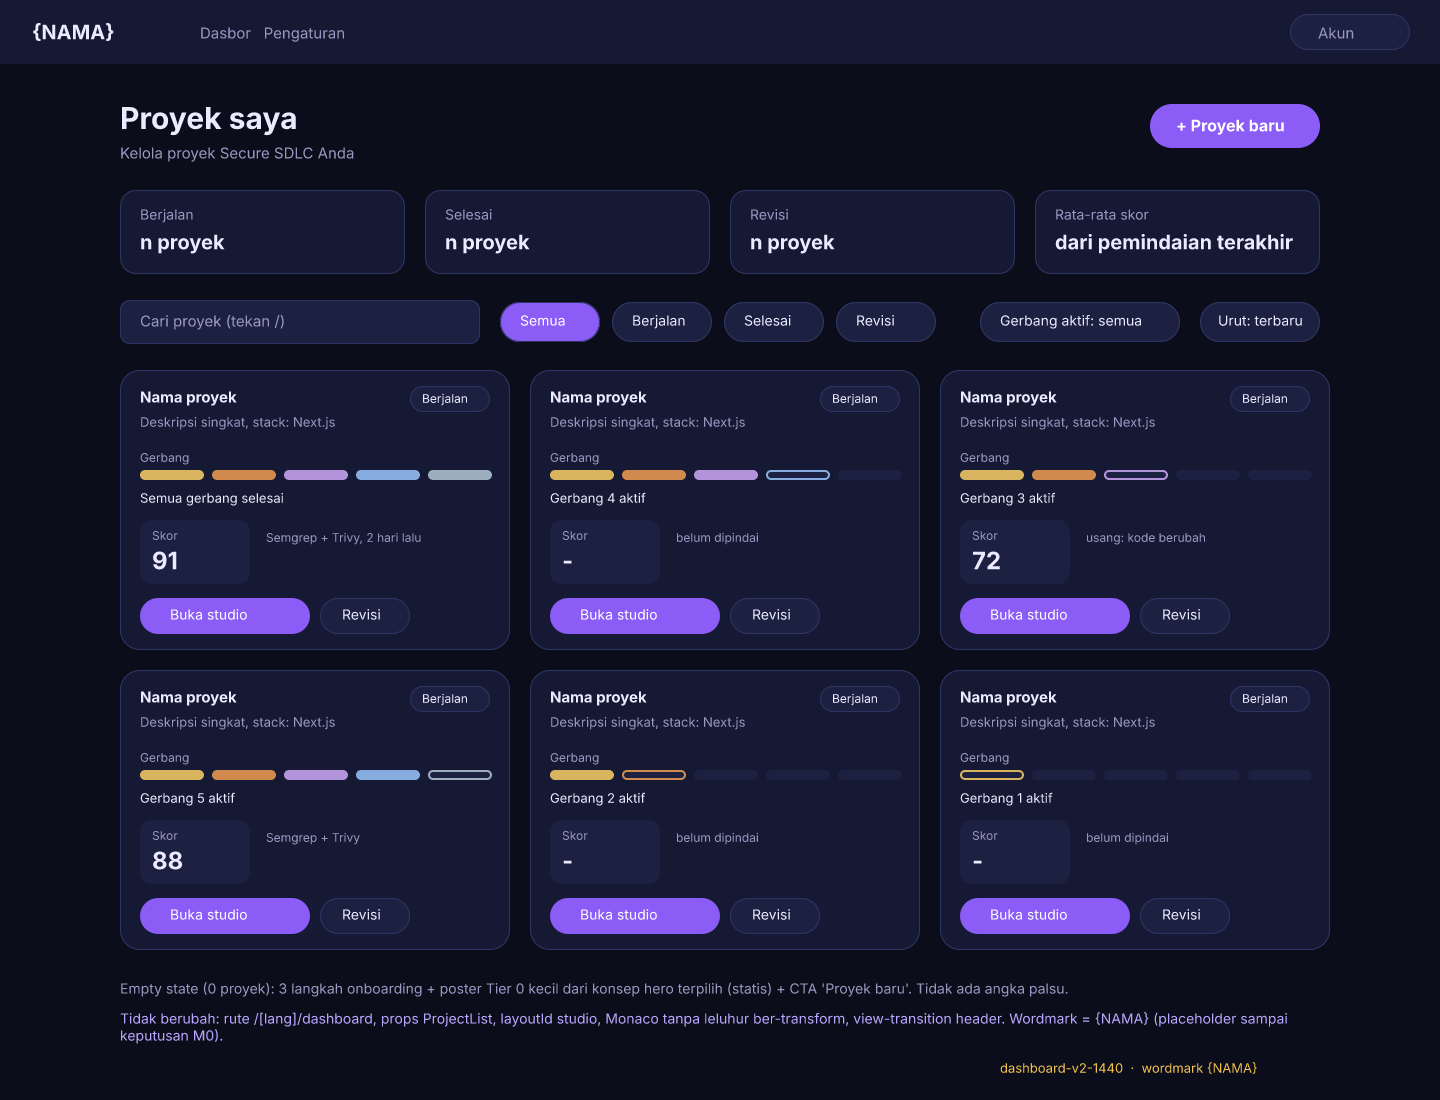 {NAMA}
Dasbor
Pengaturan
Akun
Proyek saya
Kelola proyek Secure SDLC Anda
+ Proyek baru
Berjalan
n proyek
Selesai
n proyek
Revisi
n proyek
Rata-rata skor
dari pemindaian terakhir
Cari proyek (tekan /)
Semua
Berjalan
Selesai
Revisi
Gerbang aktif: semua
Urut: terbaru
Nama proyek
Berjalan
Deskripsi singkat, stack: Next.js
Gerbang
Semua gerbang selesai
Skor
91
Semgrep + Trivy, 2 hari lalu
Buka studio
Revisi
Nama proyek
Berjalan
Deskripsi singkat, stack: Next.js
Gerbang
Gerbang 4 aktif
Skor
-
belum dipindai
Buka studio
Revisi
Nama proyek
Berjalan
Deskripsi singkat, stack: Next.js
Gerbang
Gerbang 3 aktif
Skor
72
usang: kode berubah
Buka studio
Revisi
Nama proyek
Berjalan
Deskripsi singkat, stack: Next.js
Gerbang
Gerbang 5 aktif
Skor
88
Semgrep + Trivy
Buka studio
Revisi
Nama proyek
Berjalan
Deskripsi singkat, stack: Next.js
Gerbang
Gerbang 2 aktif
Skor
-
belum dipindai
Buka studio
Revisi
Nama proyek
Berjalan
Deskripsi singkat, stack: Next.js
Gerbang
Gerbang 1 aktif
Skor
-
belum dipindai
Buka studio
Revisi
Empty state (0 proyek): 3 langkah onboarding + poster Tier 0 kecil dari konsep hero terpilih (statis) + CTA 'Proyek baru'. Tidak ada angka palsu.
Tidak berubah: rute /[lang]/dashboard, props ProjectList, layoutId studio, Monaco tanpa leluhur ber-transform, view-transition header. Wordmark = {NAMA} (placeholder sampai
keputusan M0).
dashboard-v2-1440 · wordmark {NAMA}